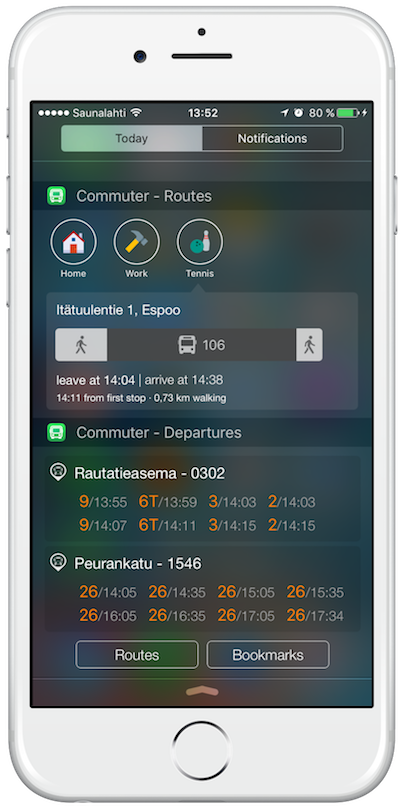 Saunalahti 13:52 80 %
Today Notifications
Commuter - Routes
Home Work Tennis
Itätuulentie 1, Espoo
106
leave at 14:04 | arrive at 14:38
14:11 from first stop · 0,73 km walking
Commuter - Departures
Rautatieasema - 0302
9/13:55 6T/13:59 3/14:03 2/14:03
9/14:07 6T/14:11 3/14:15 2/14:15
Peurankatu - 1546
26/14:05 26/14:35 26/15:05 26/15:35
26/16:05 26/16:35 26/17:05 26/17:34
Routes Bookmarks